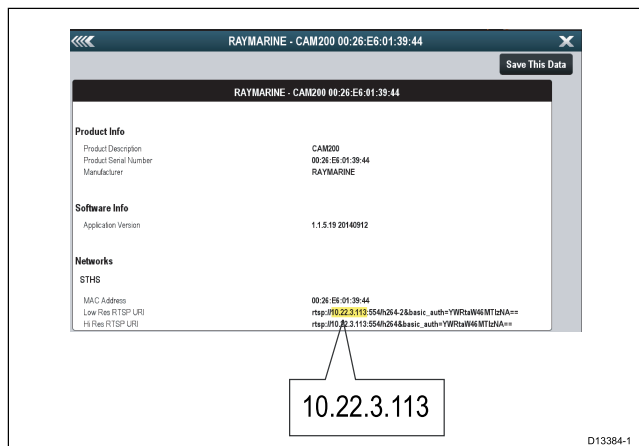 RAYMARINE - CAM200 00:26:E6:01:39:44 X
Save This Data
RAYMARINE - CAM200 00:26:E6:01:39:44
Product Info
Product Description CAM200
Product Serial Number 00:26:E6:01:39:44
Manufacturer RAYMARINE
Software Info
Application Version 1.1.5.19 20140912
Networks
STHS
MAC Address 00:26:E6:01:39:44
Low Res RTSP URI rtsp://10.22.3.113:554/h264-2&basic_auth=YWRtaW46MTIzNA==
Hi Res RTSP URI rtsp://10.22.3.113:554/h264&basic_auth=YWRtaW46MTIzNA==
10.22.3.113
D13384-1